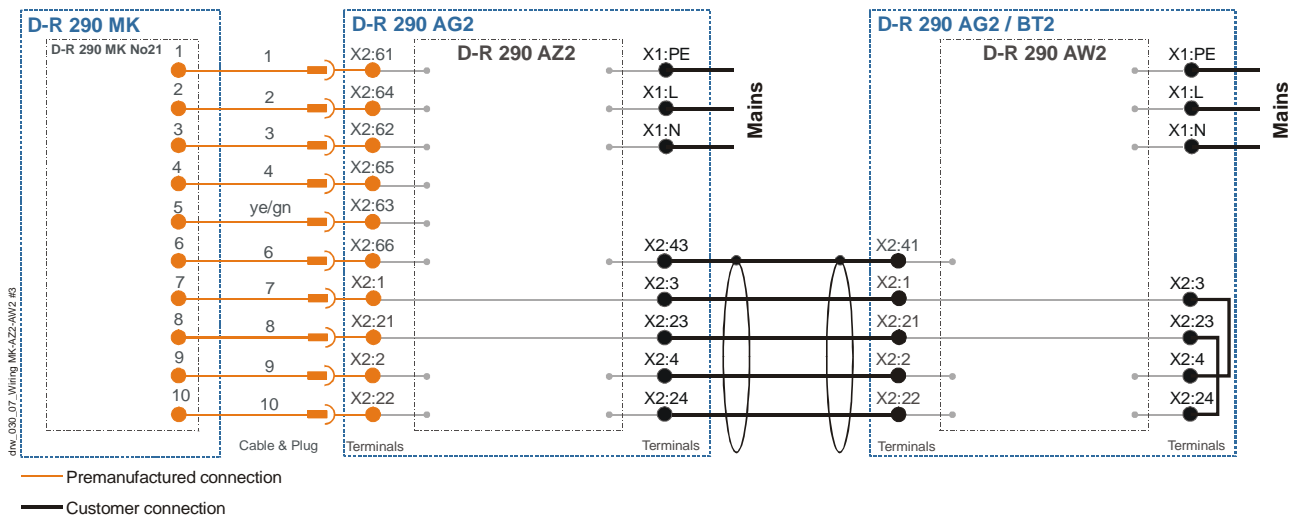 D-R 290 MK
D-R 290 AG2
D-R 290 AG2 / BT2
D-R 290 MK No21
D-R 290 AZ2
D-R 290 AW2
1 1 X2:61 X1:PE X1:PE
2 2 X2:64 X1:L X1:L
3 3 X2:62 X1:N X1:N
Mains
Mains
4 4 X2:65
5 ye/gn X2:63
6 6 X2:66 X2:43 X2:41
7 7 X2:1 X2:3 X2:1 X2:3
8 8 X2:21 X2:23 X2:21 X2:23
9 9 X2:2 X2:4 X2:2 X2:4
10 10 X2:22 X2:24 X2:22 X2:24
Cable & Plug Terminals Terminals Terminals Terminals
drw_030_07_Wiring MK-AZ2-AW2 #3
Premanufactured connection
Customer connection